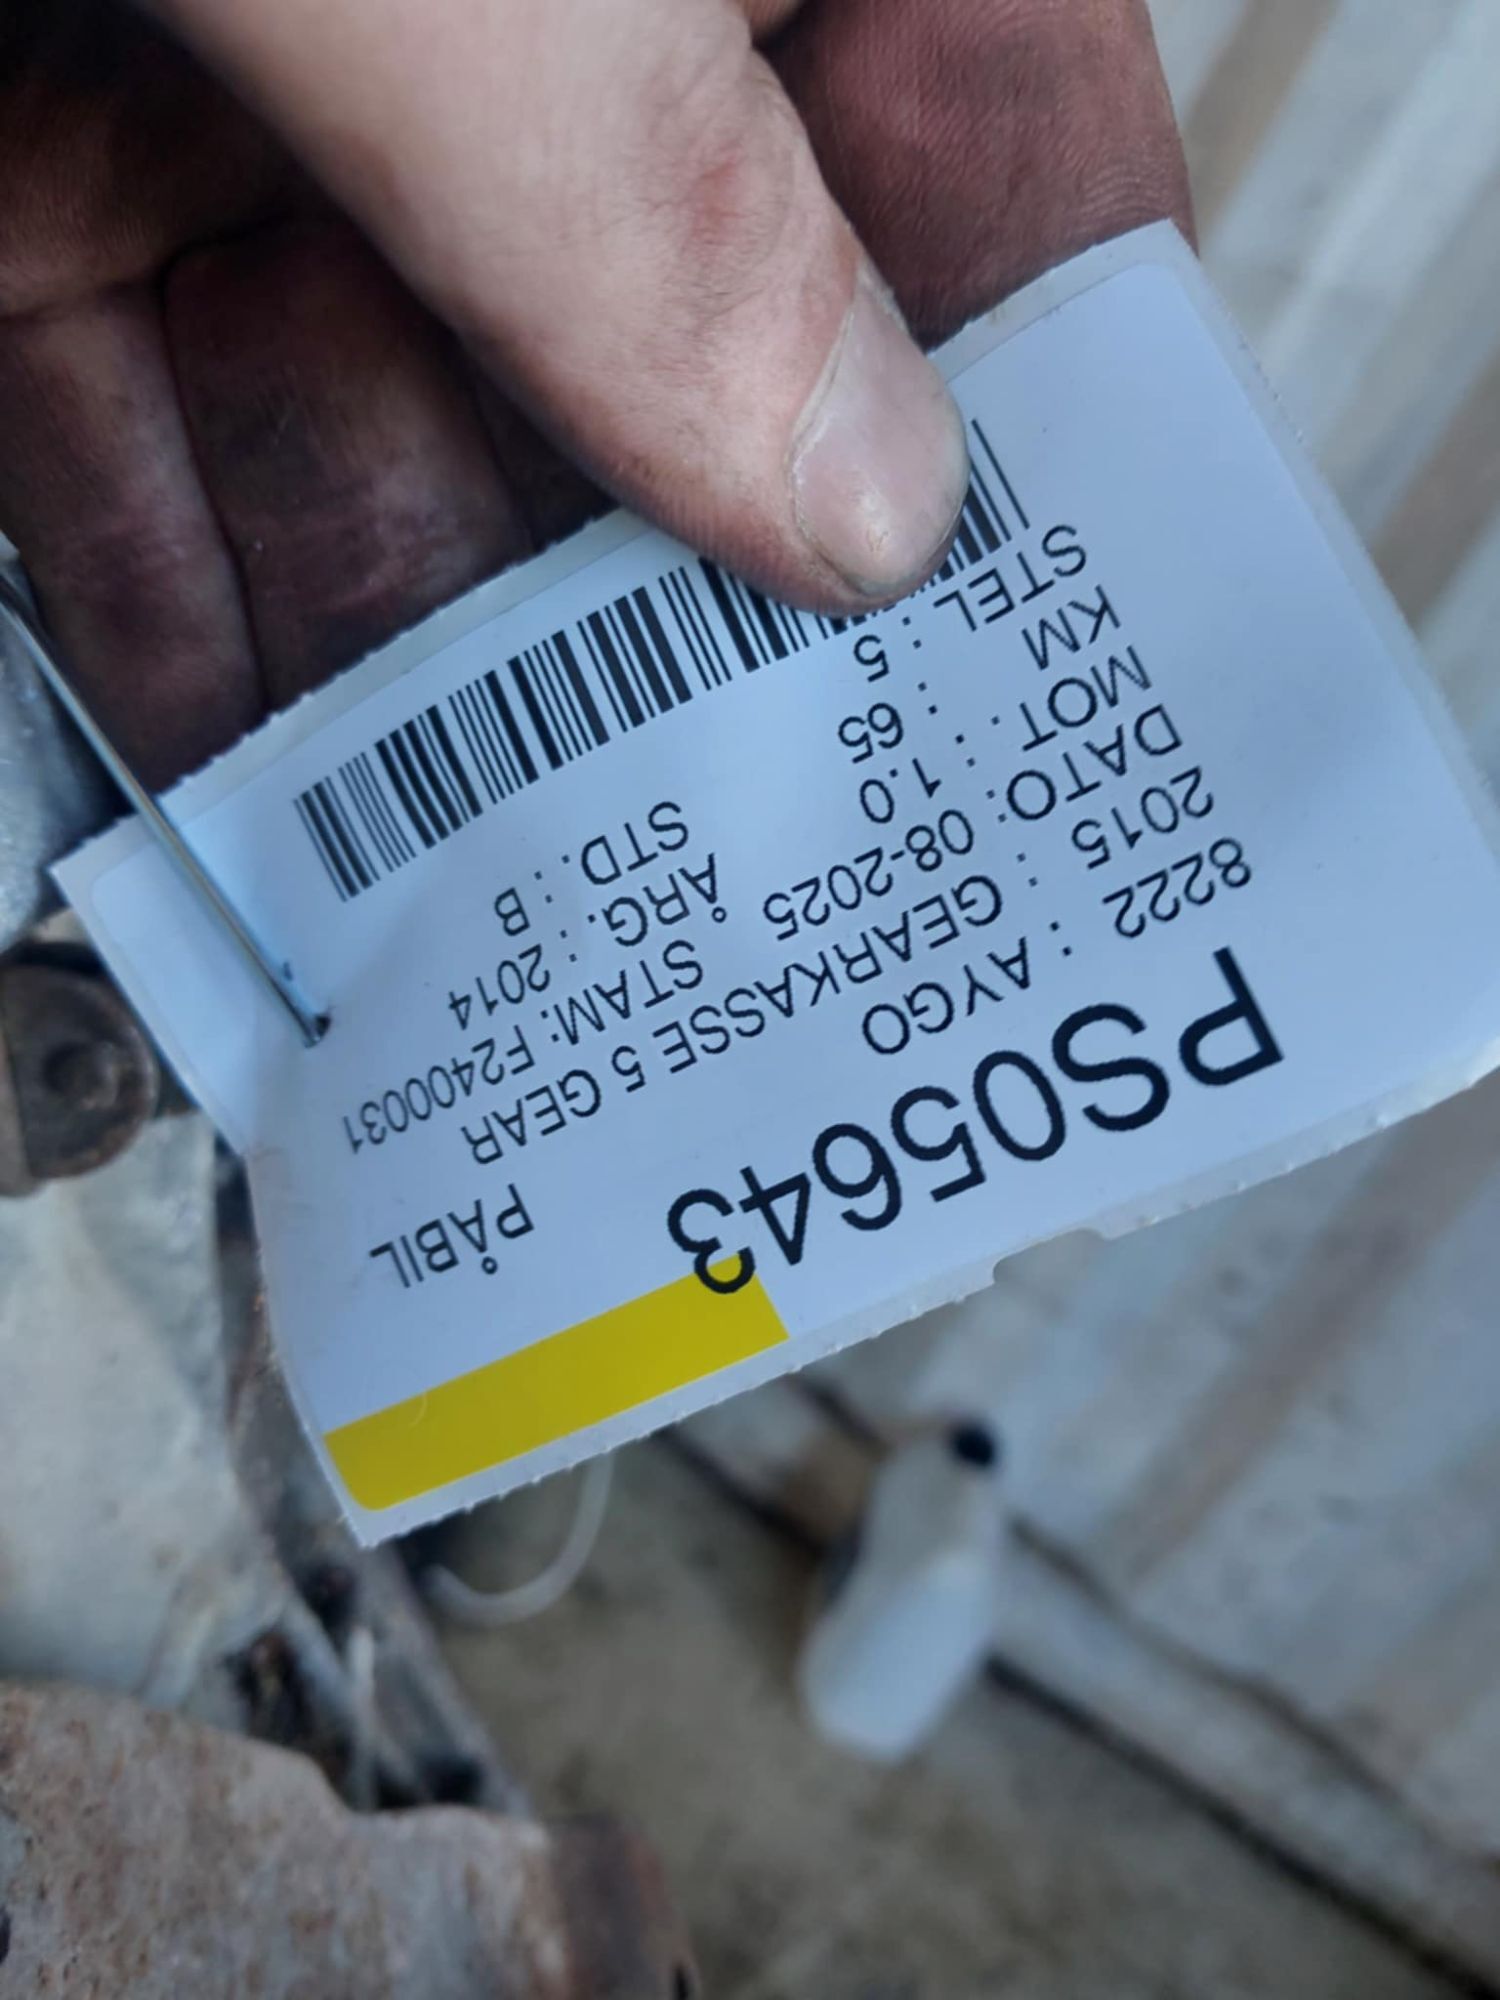 PS05643 PÅBIL
8222 : AYGO
2015 : GEARKASSE 5 GEAR
DATO: 08-2025 STAM: F2400031
MOT. : 1.0 ÅRG. : 2014
KM : 65 STD. : B
STEL : 5